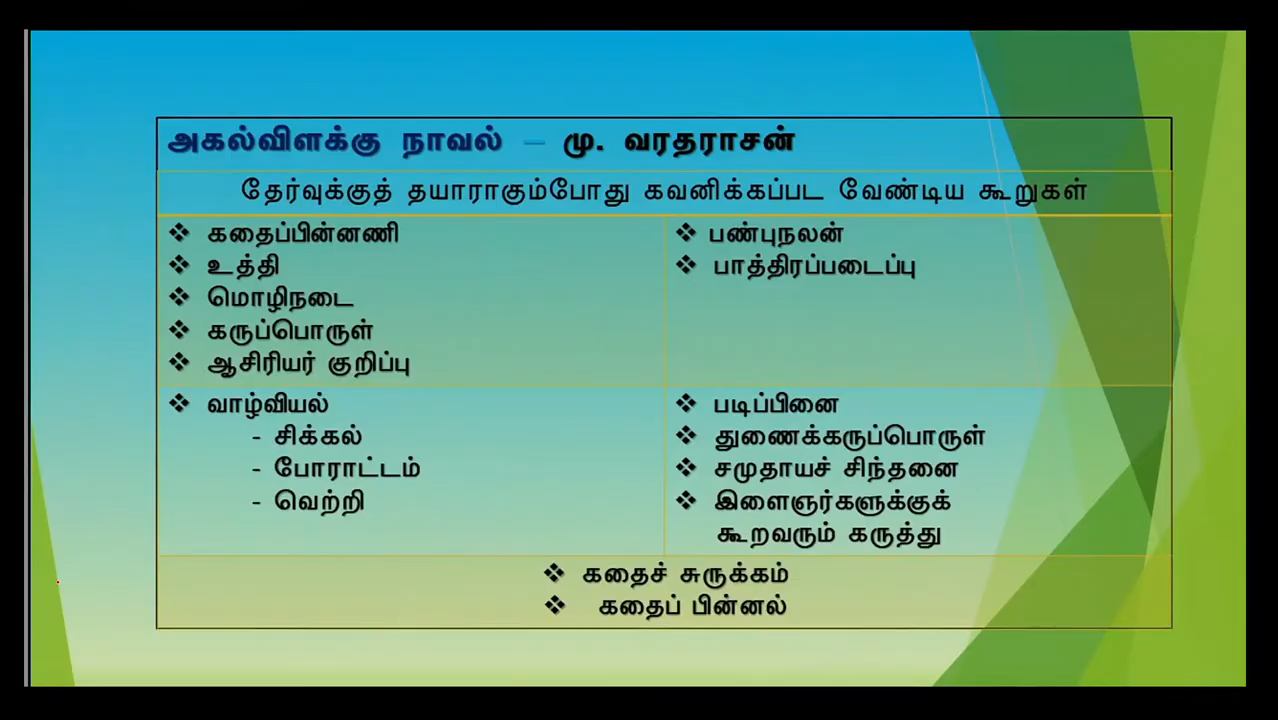 அகல்விளக்கு நாவல் – மு. வரதராசன்
தேர்வுக்குத் தயாராகும்போது கவனிக்கப்பட வேண்டிய கூறுகள்
❖ கதைப்பின்னணி
❖ உத்தி
❖ மொழிநடை
❖ கருப்பொருள்
❖ ஆசிரியர் குறிப்பு
❖ பண்புநலன்
❖ பாத்திரப்படைப்பு
❖ வாழ்வியல்
- சிக்கல்
- போராட்டம்
- வெற்றி
❖ படிப்பினை
❖ துணைக்கருப்பொருள்
❖ சமுதாயச் சிந்தனை
❖ இளைஞர்களுக்குக்
கூறவரும் கருத்து
❖ கதைச் சுருக்கம்
❖ கதைப் பின்னல்